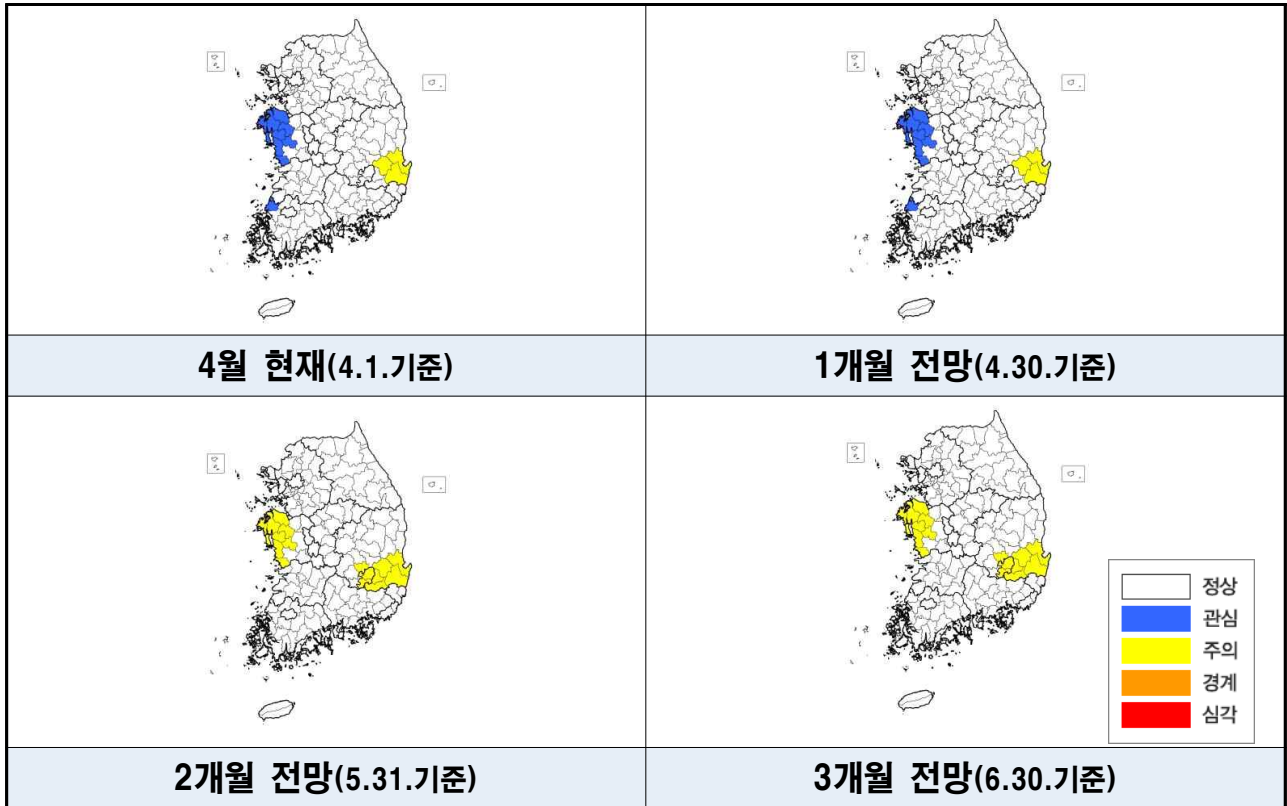 4월 현재(4.1.기준)
1개월 전망(4.30.기준)
정상
관심
주의
경계
심각
2개월 전망(5.31.기준)
3개월 전망(6.30.기준)